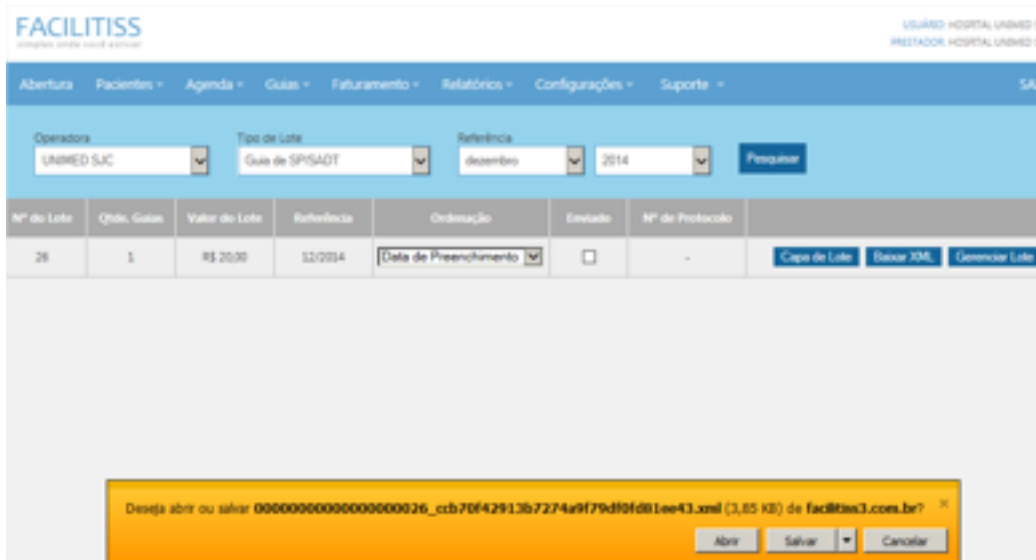 FACILITISS
simples onde você estiver
USUÁRIO: HOSPITAL UNIMED
PRESTADOR: HOSPITAL UNIMED
Abertura Pacientes Agenda Guias Faturamento Relatórios Configurações Suporte SA
Operadora Tipo de Lote Referência
UNIMED SJC Guia de SP/SADT dezembro 2014 Pesquisar
Nº do Lote Qtde. Guias Valor do Lote Referência Ordenação Enviado Nº de Protocolo
26 1 R$ 20,00 12/2014 Data de Preenchimento - Capa de Lote Baixar XML Gerenciar Lote
Deseja abrir ou salvar (3,85 KB) de facilitiss3.com.br? ×
Abrir Salvar Cancelar